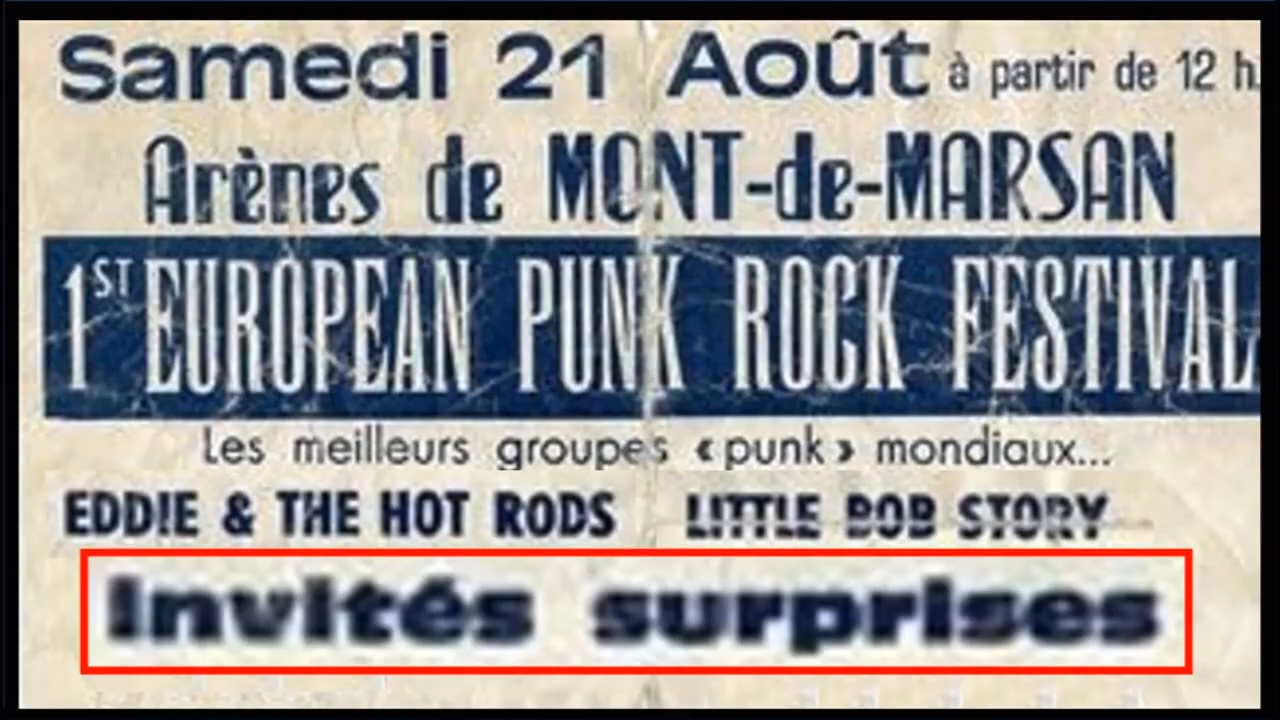 Samedi 21 Août à partir de 12 h.
Arènes de MONT-de-MARSAN
1ST EUROPEAN PUNK ROCK FESTIVAL
Les meilleurs groupes « punk » mondiaux...
EDDIE & THE HOT RODS LITTLE BOB STORY
Invités surprises